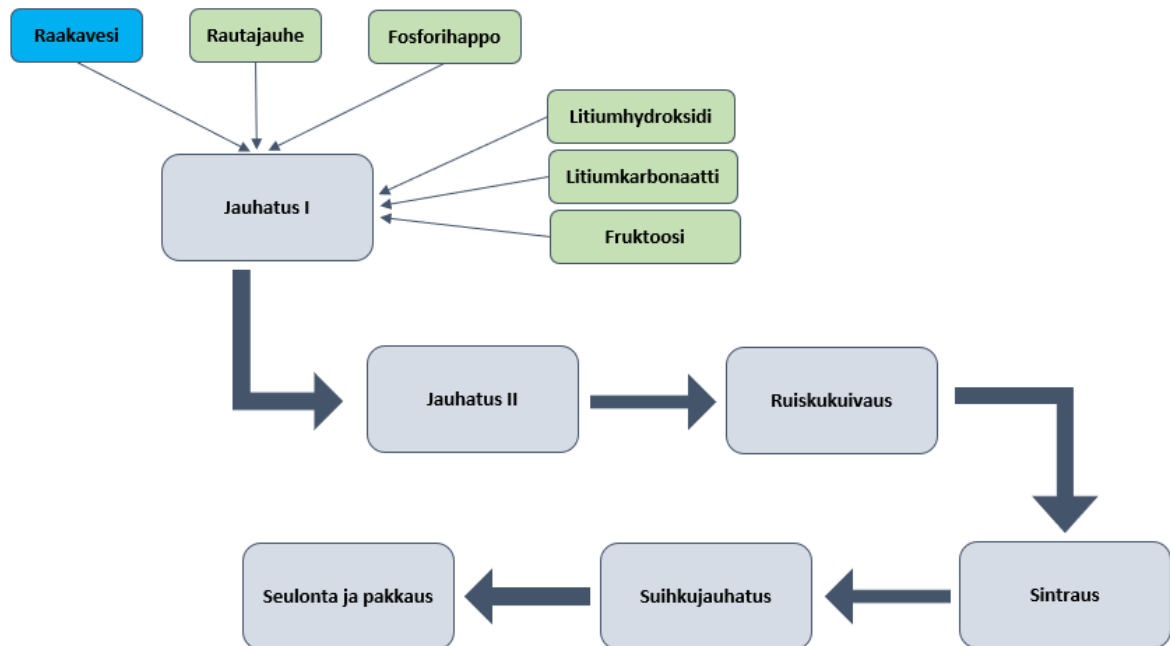 Raakavesi
Rautajauhe
Fosforihappo
Litiumhydroksidi
Litiumkarbonaatti
Fruktoosi
Jauhatus I
Jauhatus II
Ruiskukuivaus
Seulonta ja pakkaus
Suihkujauhatus
Sintraus